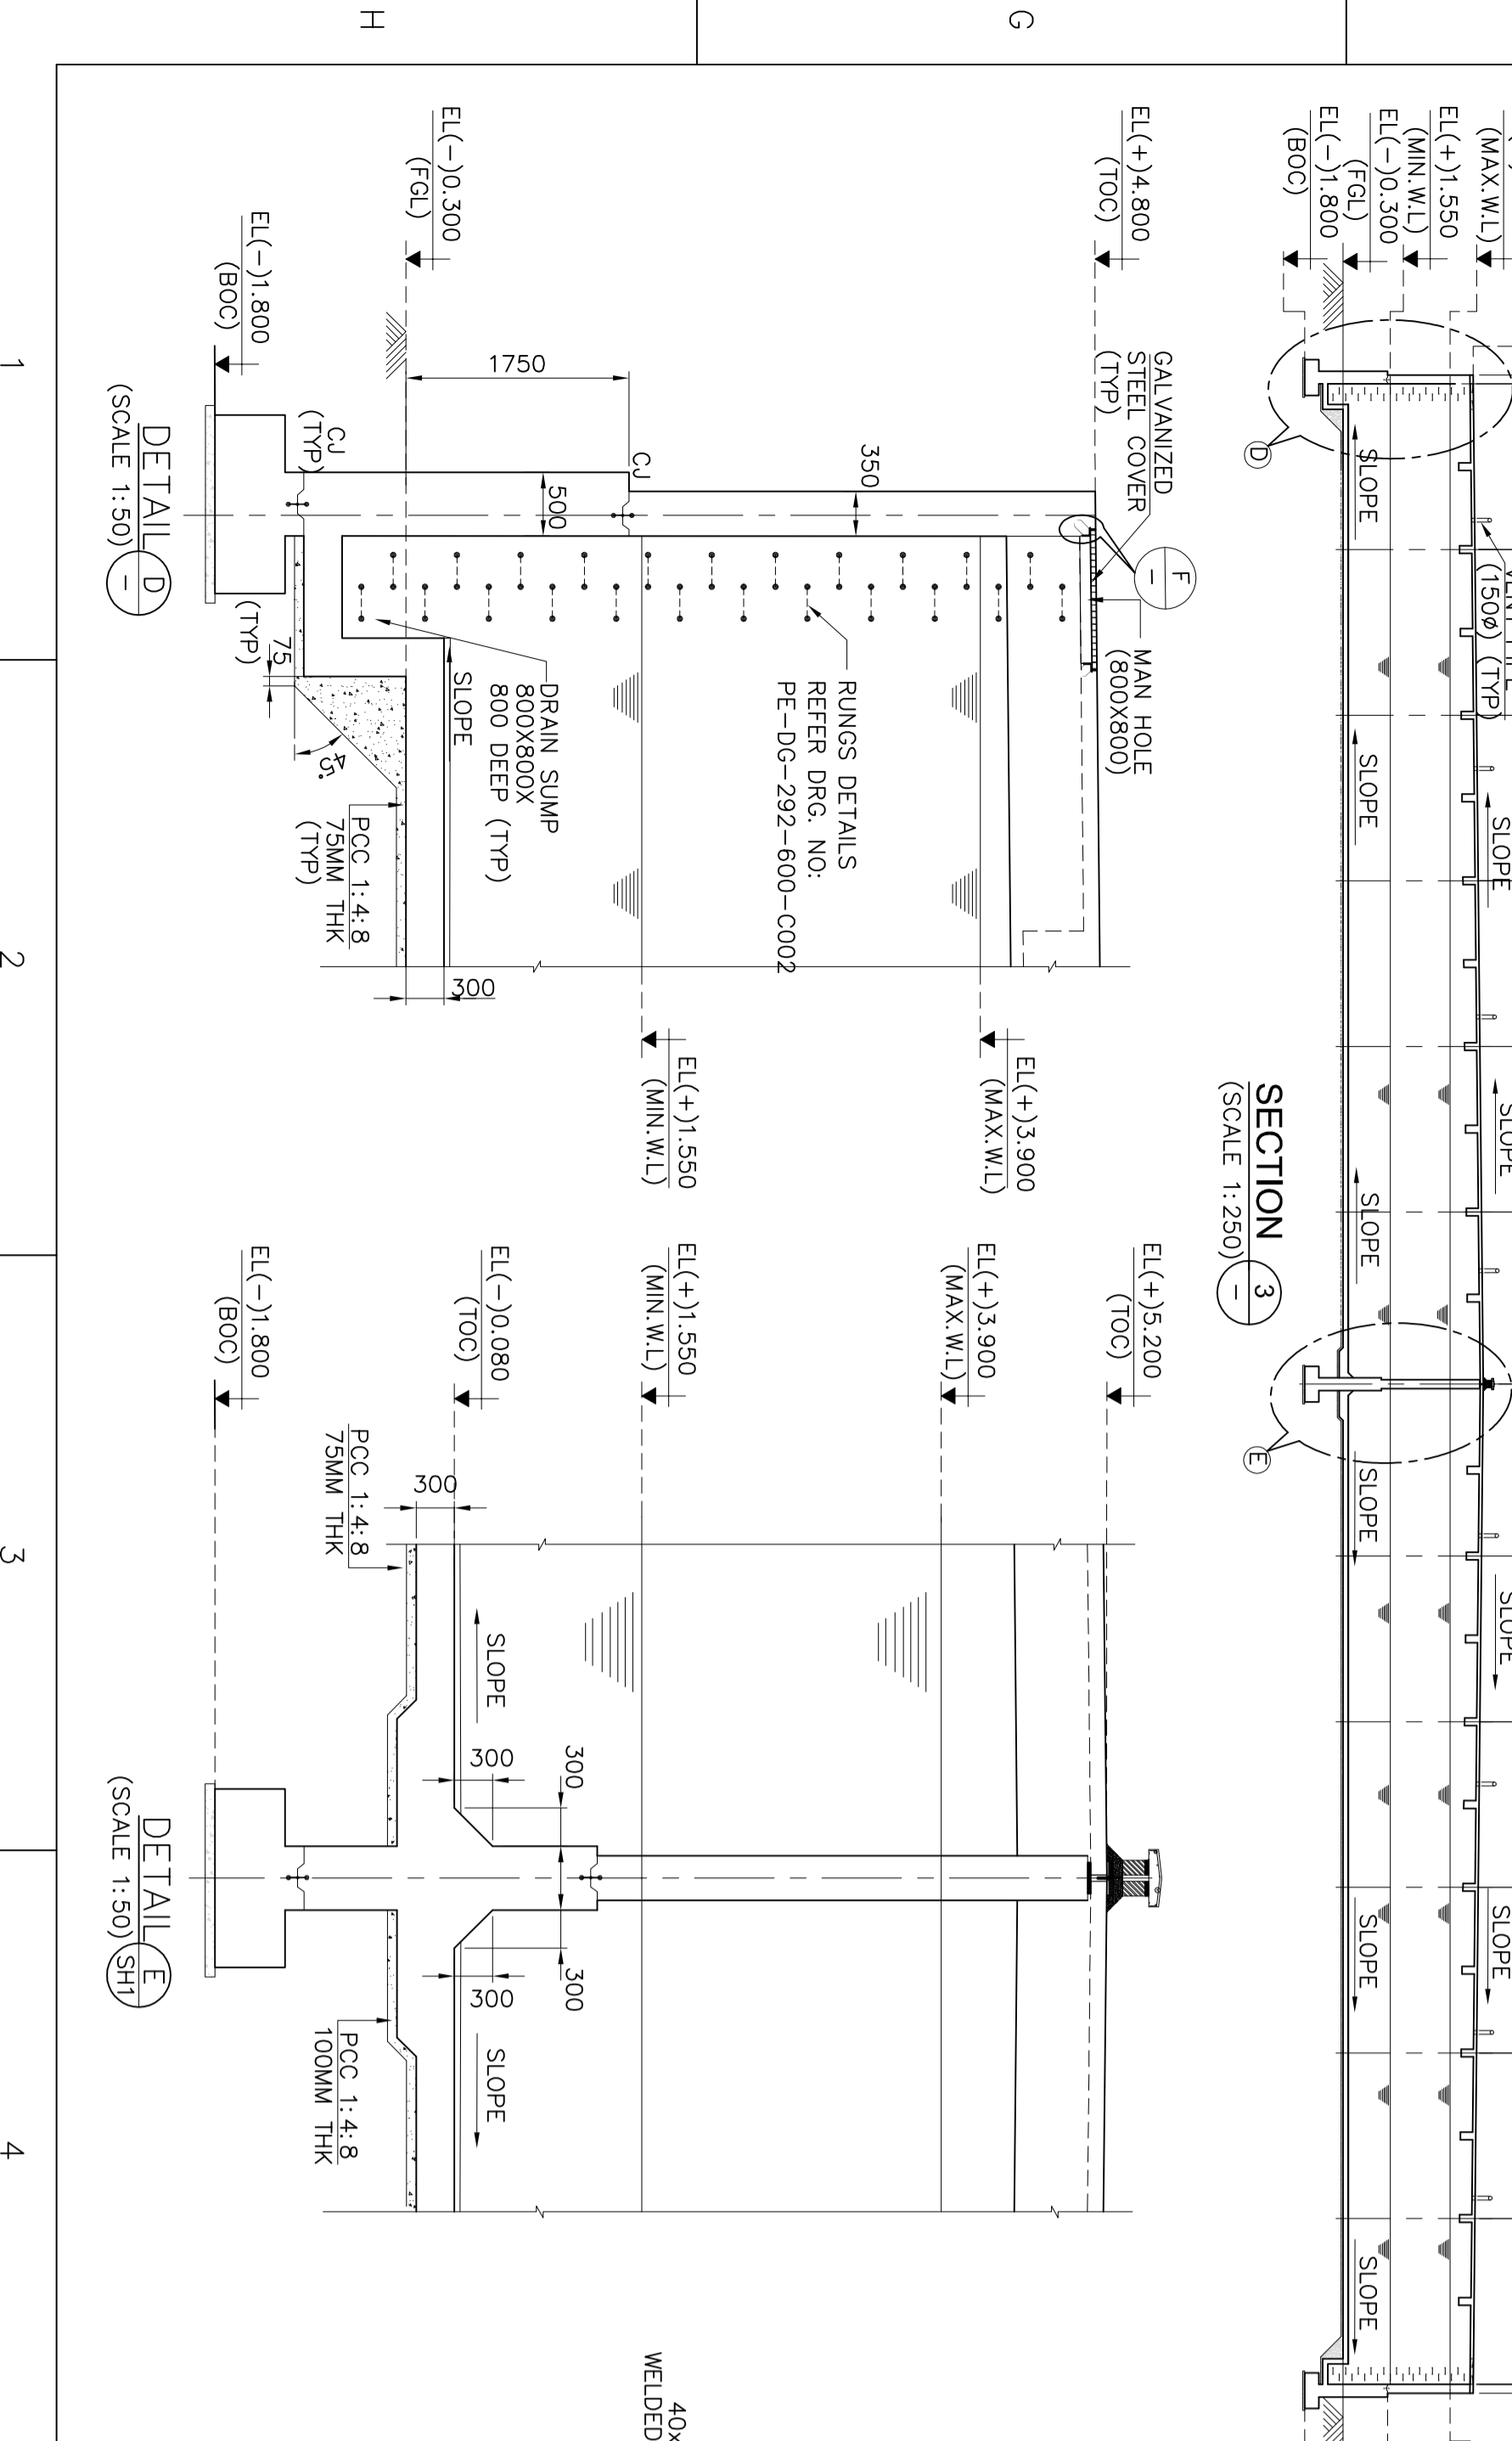 H
G
1
2
3
4
(MAX.W.L)
EL(+)1.550
(MIN.W.L)
EL(-)0.300
(FGL)
EL(-)1.800
(BOC)
(150Ø) (TYP)
SLOPE
SLOPE
SLOPE
SLOPE
SLOPE
SLOPE
SLOPE
SLOPE
SLOPE
SLOPE
D
E
SECTION
(SCALE 1:250)
3
-
EL(+)4.800
(TOC)
GALVANIZED
STEEL COVER
(TYP)
F
-
MAN HOLE
(800X800)
350
CJ
500
1750
EL(-)0.300
(FGL)
EL(-)1.800
(BOC)
CJ
(TYP)
RUNGS DETAILS
REFER DRG. NO:
PE-DG-292-600-C002
DRAIN SUMP
800X800X
800 DEEP (TYP)
SLOPE
75
(TYP)
45°
PCC 1:4:8
75MM THK
(TYP)
300
EL(+)3.900
(MAX.W.L)
EL(+)1.550
(MIN.W.L)
DETAIL
(SCALE 1:50)
D
-
EL(+)5.200
(TOC)
EL(+)3.900
(MAX.W.L)
EL(+)1.550
(MIN.W.L)
EL(-)0.080
(TOC)
EL(-)1.800
(BOC)
300
PCC 1:4:8
75MM THK
SLOPE
300
300
300
300
SLOPE
PCC 1:4:8
100MM THK
DETAIL
(SCALE 1:50)
E
SH1
40x
WELDED